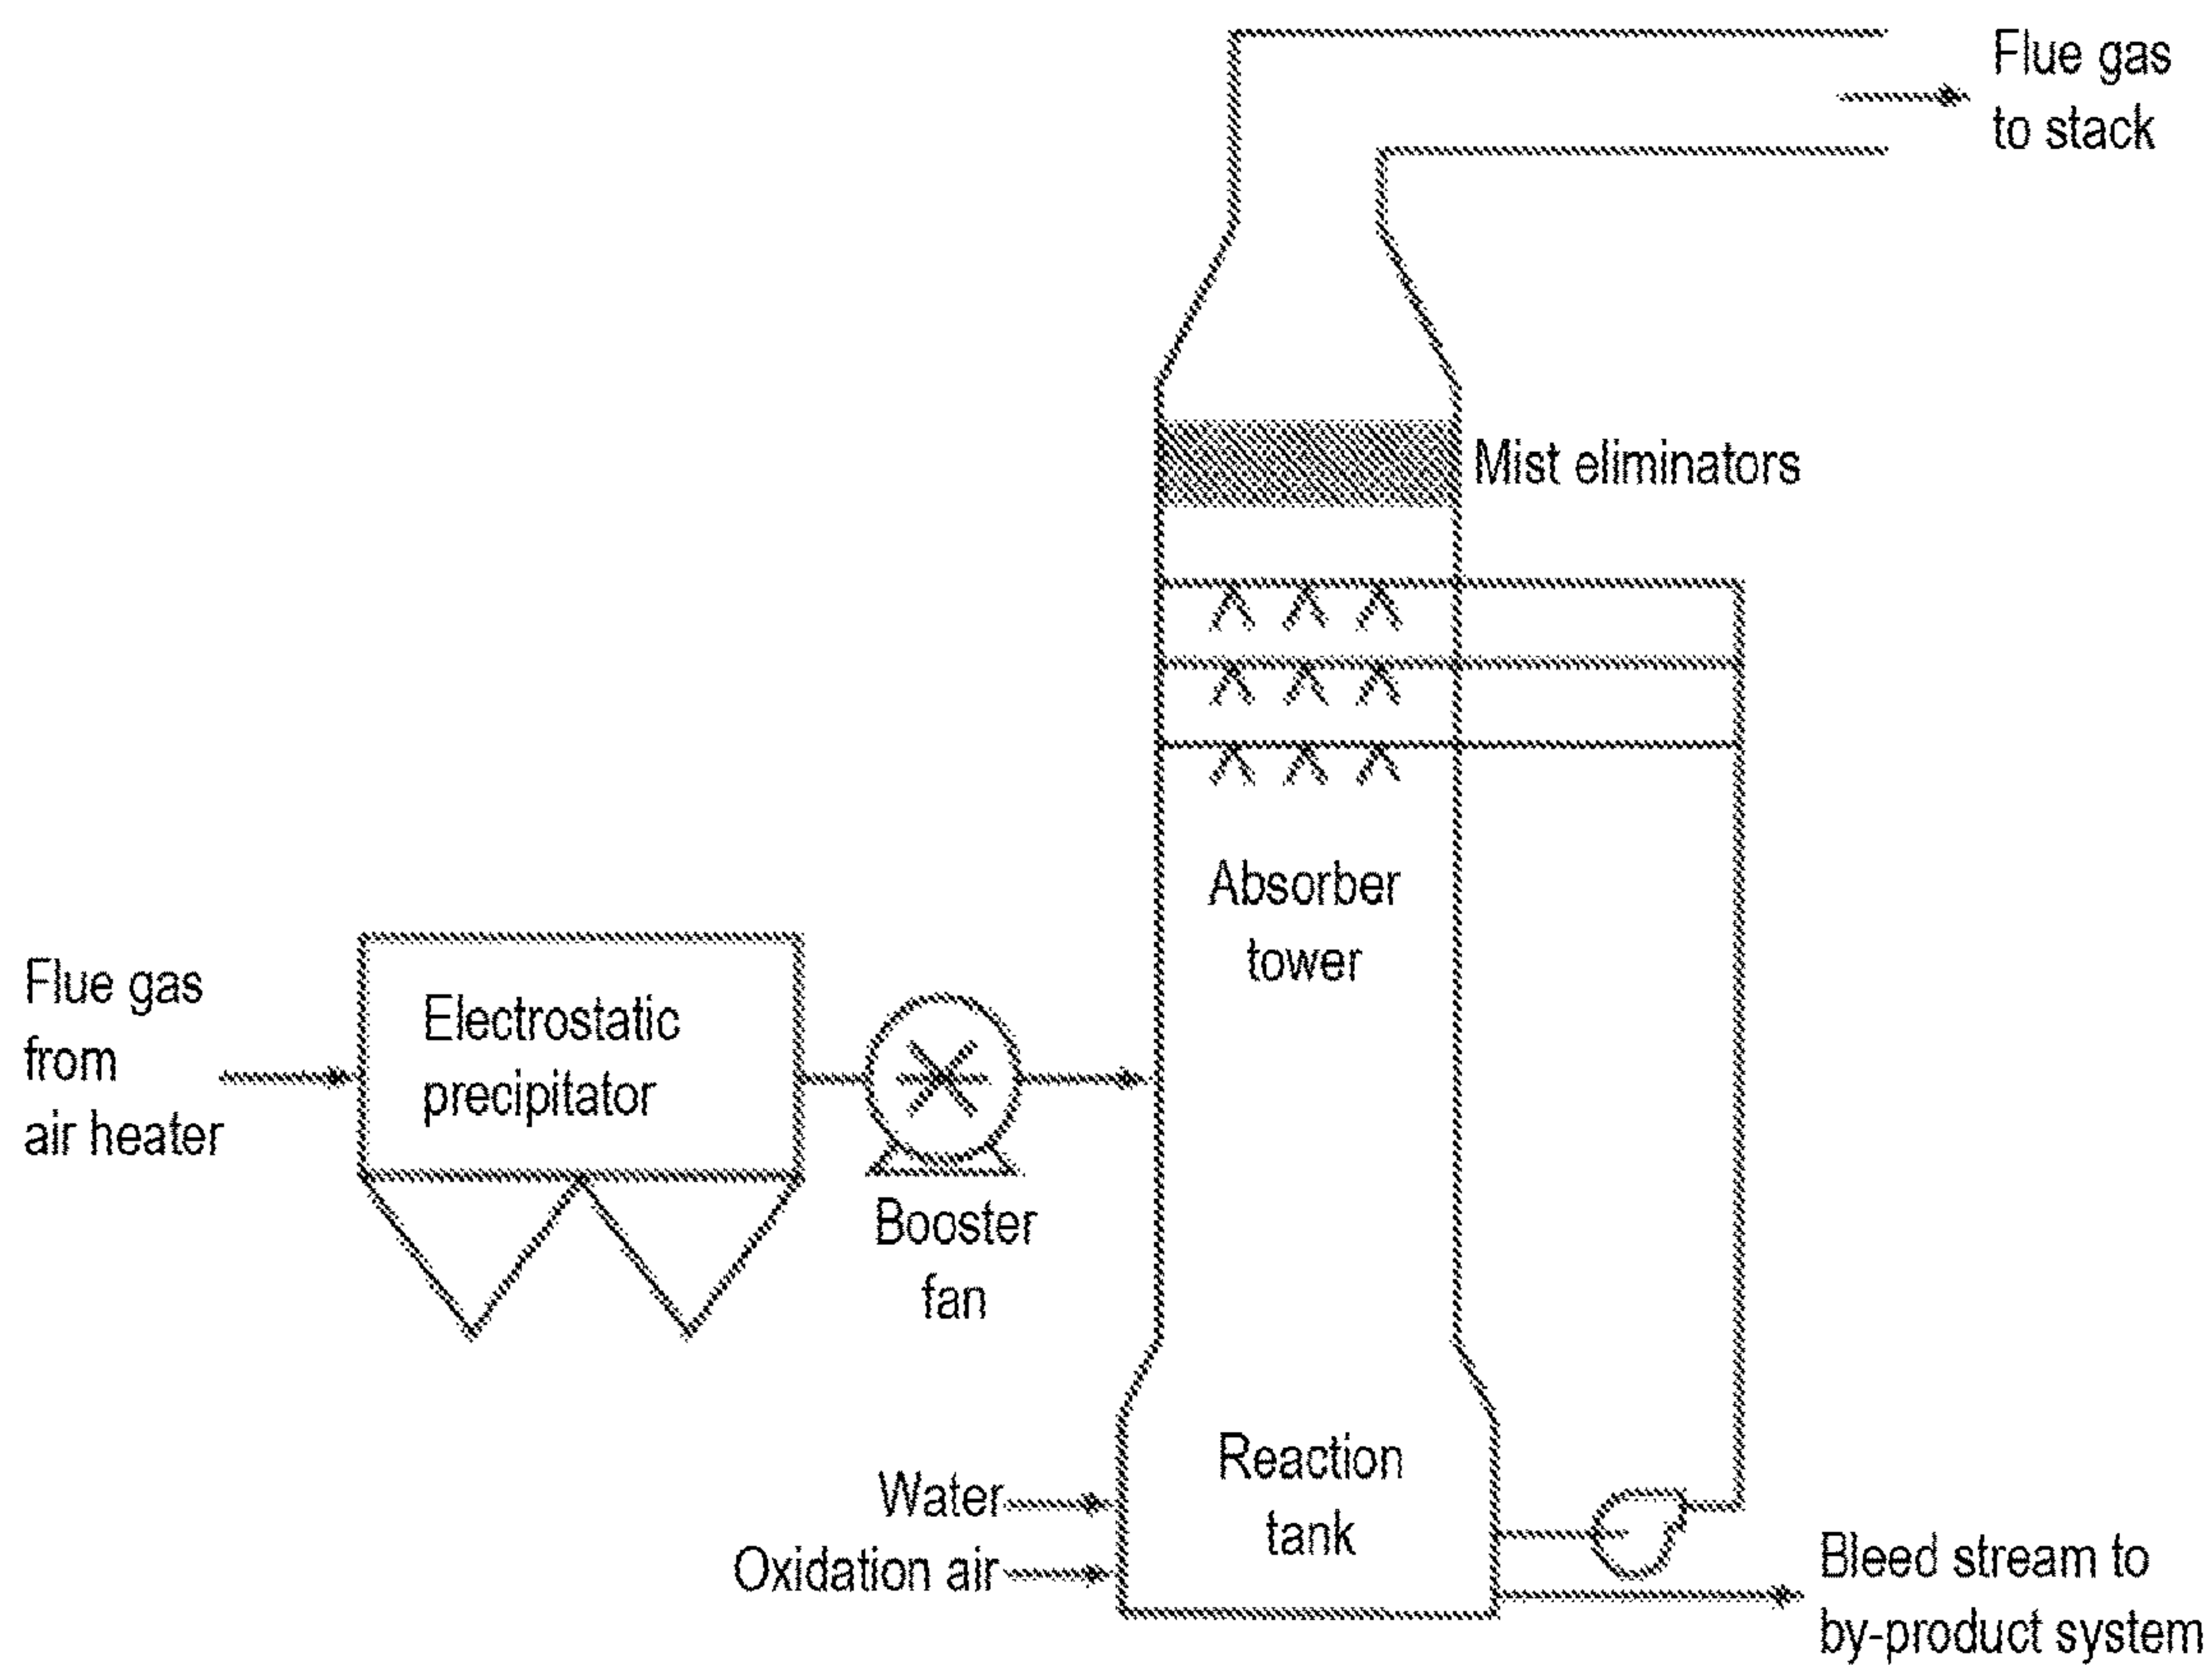 Flue gas
to stack
Mist eliminators
Absorber
tower
Flue gas
from
air heater
Electrostatic
precipitator
Booster
fan
Reaction
tank
Water
Oxidation air
Bleed stream to
by-product system